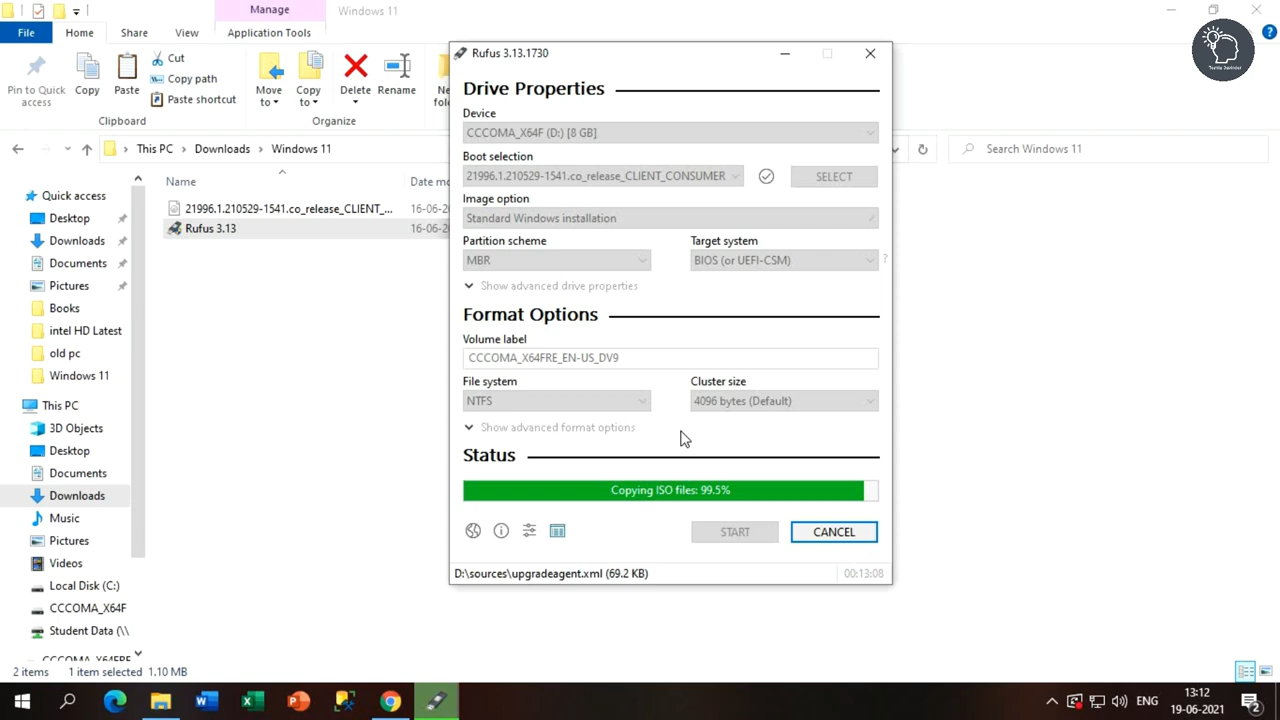 Manage
Windows 11
File
Home
Share
View
Application Tools
Pin to Quick access
Copy
Paste
Cut
Copy path
Paste shortcut
Clipboard
Move to
Copy to
Delete
Rename
Organize
Ne
fol
This PC > Downloads > Windows 11
Search Windows 11
Name
Date mo
21996.1.210529-1541.co_release_CLIENT_...
16-06-20
Rufus 3.13
16-06-20
Quick access
Desktop
Downloads
Documents
Pictures
Books
intel HD Latest
old pc
Windows 11
This PC
3D Objects
Desktop
Documents
Downloads
Music
Pictures
Videos
Local Disk (C:)
CCCOMA_X64F
Student Data (\\
CCCOMA_X64FRE
2 items
1 item selected 1.10 MB
Rufus 3.13.1730
Drive Properties
Device
CCCOMA_X64F (D:) [8 GB]
Boot selection
21996.1.210529-1541.co_release_CLIENT_CONSUMER
SELECT
Image option
Standard Windows installation
Partition scheme
Target system
MBR
BIOS (or UEFI-CSM)
?
Show advanced drive properties
Format Options
Volume label
CCCOMA_X64FRE_EN-US_DV9
File system
Cluster size
NTFS
4096 bytes (Default)
Show advanced format options
Status
Copying ISO files: 99.5%
START
CANCEL
D:\sources\upgradeagent.xml (69.2 KB)
00:13:08
ENG
13:12
19-06-2021
2